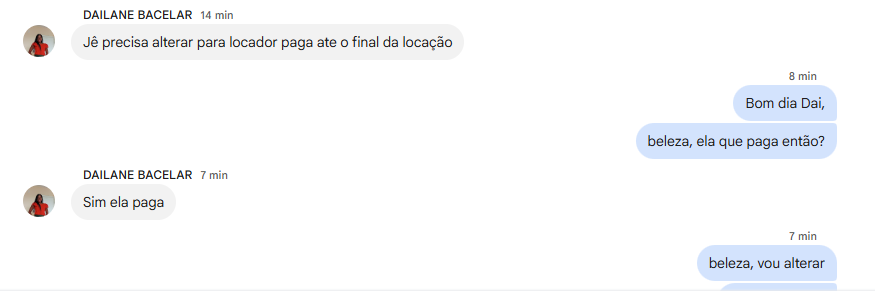 DAILANE BACELAR 14 min
Jê precisa alterar para locador paga ate o final da locação
8 min
Bom dia Dai,
beleza, ela que paga então?
DAILANE BACELAR 7 min
Sim ela paga
7 min
beleza, vou alterar